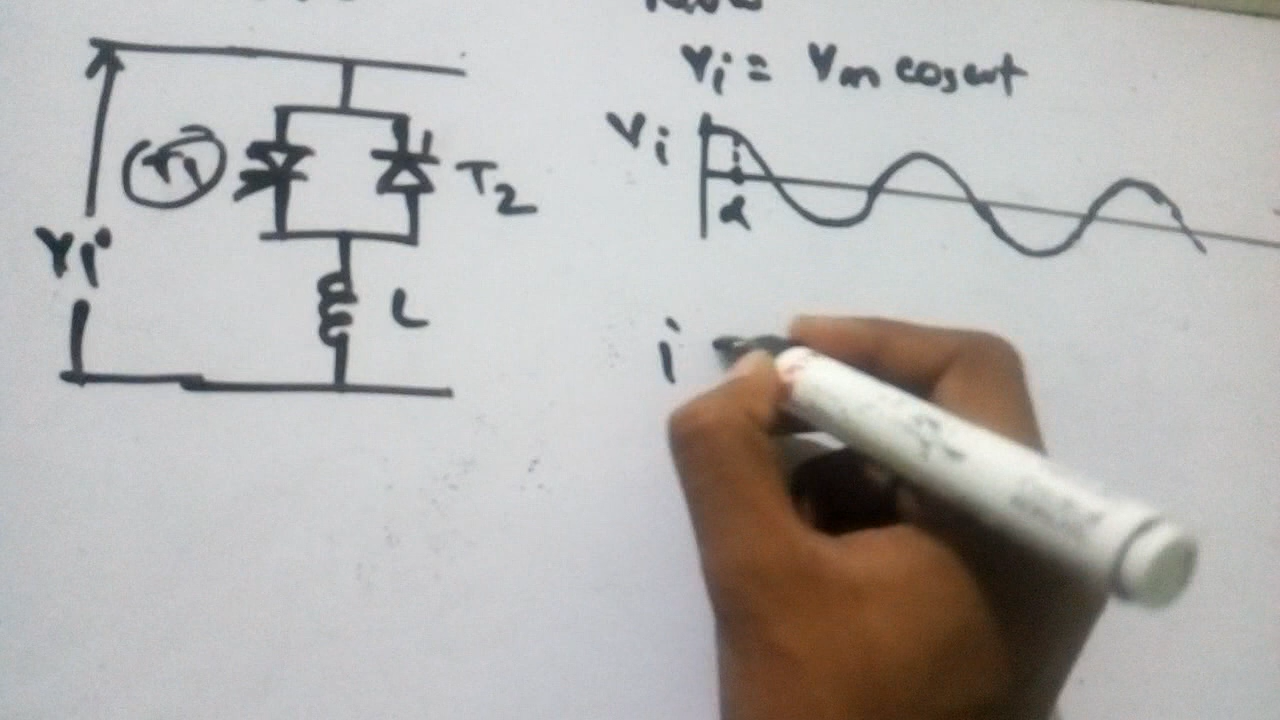 vi = vm cosωt
vi
α
T1
T2
vi
L
i